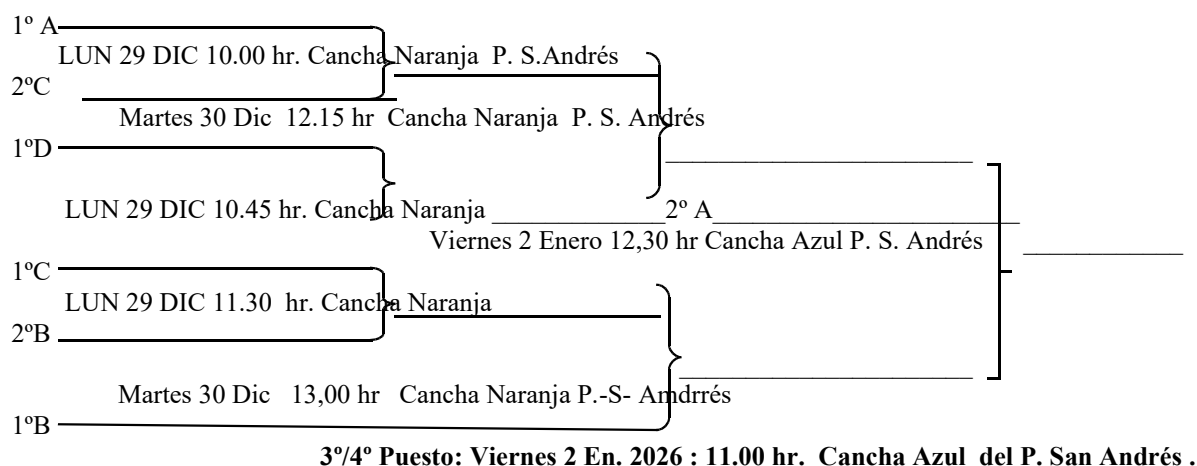 1º A
LUN 29 DIC 10.00 hr. Cancha Naranja P. S.Andrés
2ºC
Martes 30 Dic 12.15 hr Cancha Naranja P. S. Andrés
1ºD
LUN 29 DIC 10.45 hr. Cancha Naranja _____________2º A_______________________
Viernes 2 Enero 12,30 hr Cancha Azul P. S. Andrés
1ºC
LUN 29 DIC 11.30 hr. Cancha Naranja
2ºB
Martes 30 Dic 13,00 hr Cancha Naranja P.-S- Amdrrés
1ºB
3º/4º Puesto: Viernes 2 En. 2026 : 11.00 hr. Cancha Azul del P. San Andrés .